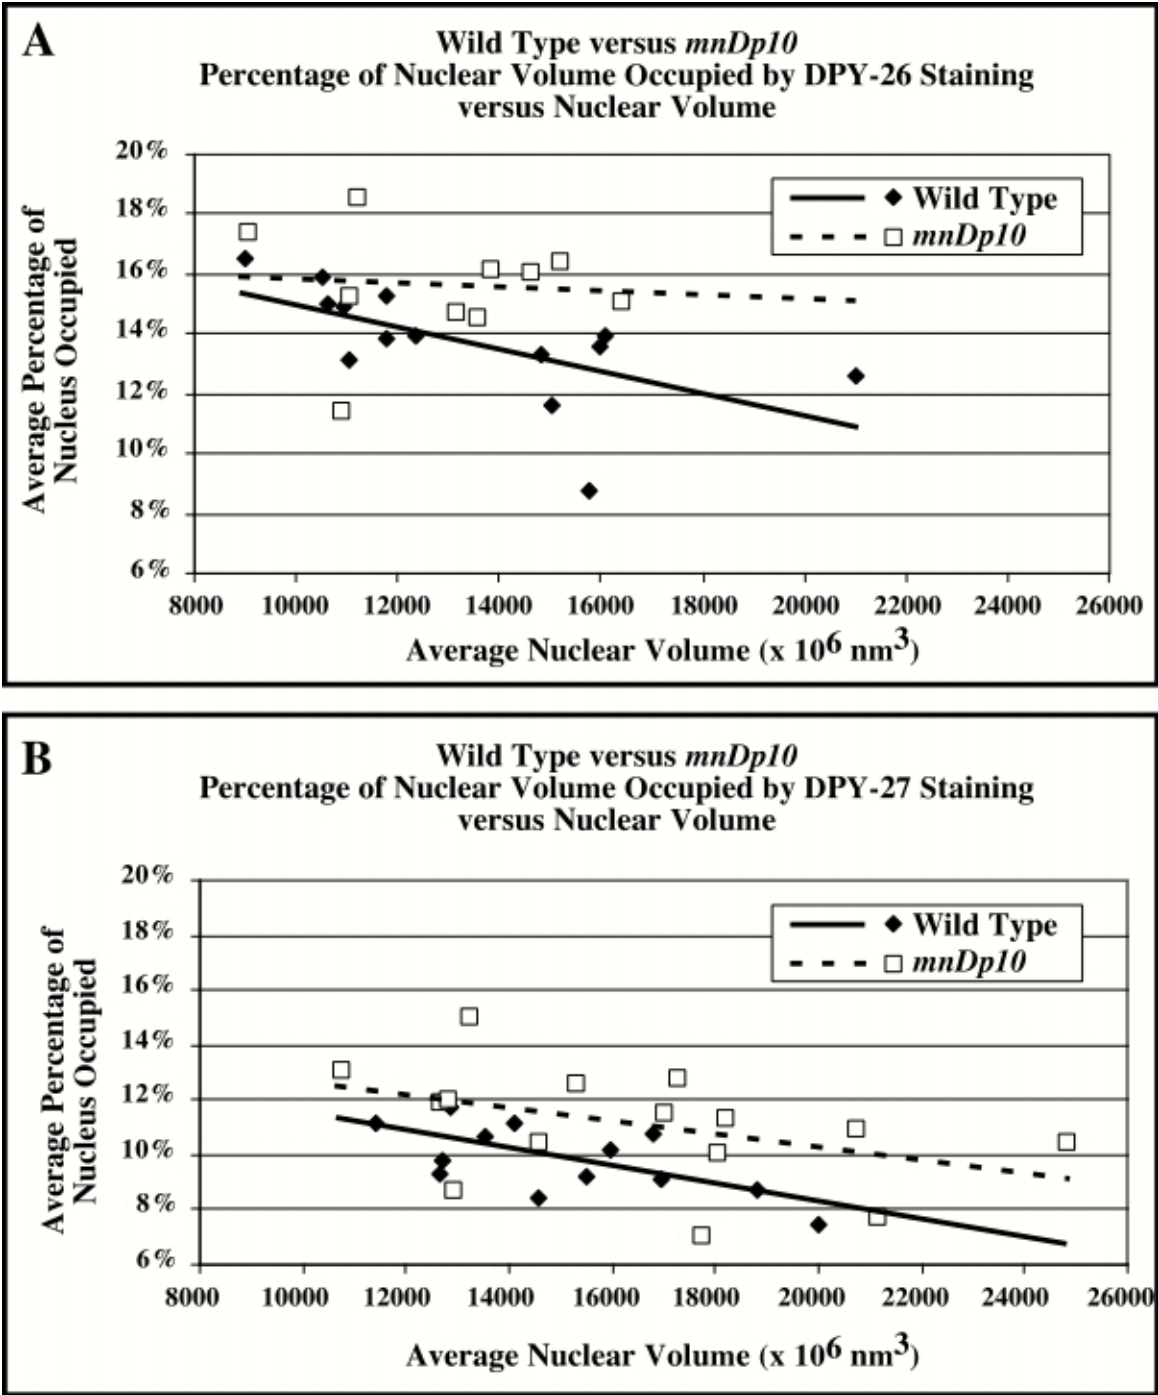 A
Wild Type versus mnDp10
Percentage of Nuclear Volume Occupied by DPY-26 Staining
versus Nuclear Volume
20%
18%
16%
14%
12%
10%
8%
6%
Average Percentage of
Nucleus Occupied
Wild Type
mnDp10
8000 10000 12000 14000 16000 18000 20000 22000 24000 26000
Average Nuclear Volume (x 10⁶ nm³)
B
Wild Type versus mnDp10
Percentage of Nuclear Volume Occupied by DPY-27 Staining
versus Nuclear Volume
20%
18%
16%
14%
12%
10%
8%
6%
Average Percentage of
Nucleus Occupied
Wild Type
mnDp10
8000 10000 12000 14000 16000 18000 20000 22000 24000 26000
Average Nuclear Volume (x 10⁶ nm³)